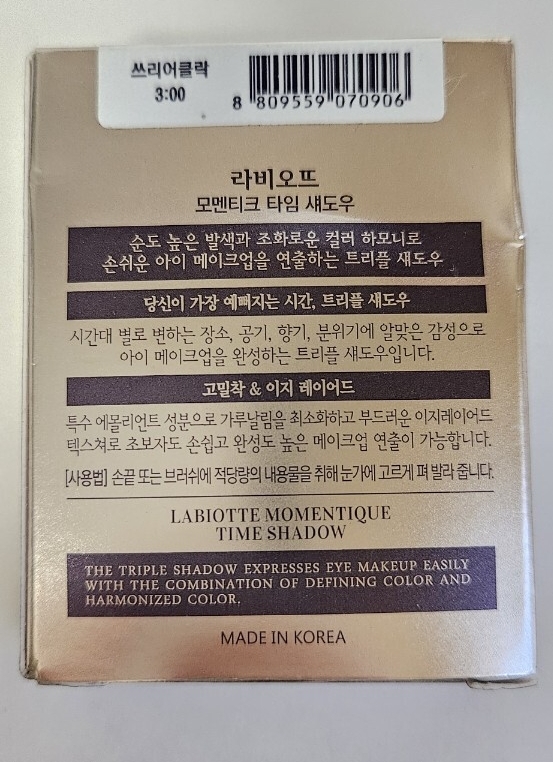 쓰리어클락
3:00
8 809559 070906
라비오뜨
모멘티크 타임 섀도우
순도 높은 발색과 조화로운 컬러 하모니로
손쉬운 아이 메이크업을 연출하는 트리플 섀도우
당신이 가장 예뻐지는 시간, 트리플 섀도우
시간대 별로 변하는 장소, 공기, 향기, 분위기에 알맞은 감성으로
아이 메이크업을 완성하는 트리플 섀도우입니다.
고밀착 & 이지 레이어드
특수 에몰리언트 성분으로 가루날림을 최소화하고 부드러운 이지레이어드
텍스쳐로 초보자도 손쉽고 완성도 높은 메이크업 연출이 가능합니다.
[사용법] 손끝 또는 브러쉬에 적당량의 내용물을 취해 눈가에 고르게 펴 발라 줍니다.
LABIOTTE MOMENTIQUE
TIME SHADOW
THE TRIPLE SHADOW EXPRESSES EYE MAKEUP EASILY
WITH THE COMBINATION OF DEFINING COLOR AND
HARMONIZED COLOR.
MADE IN KOREA